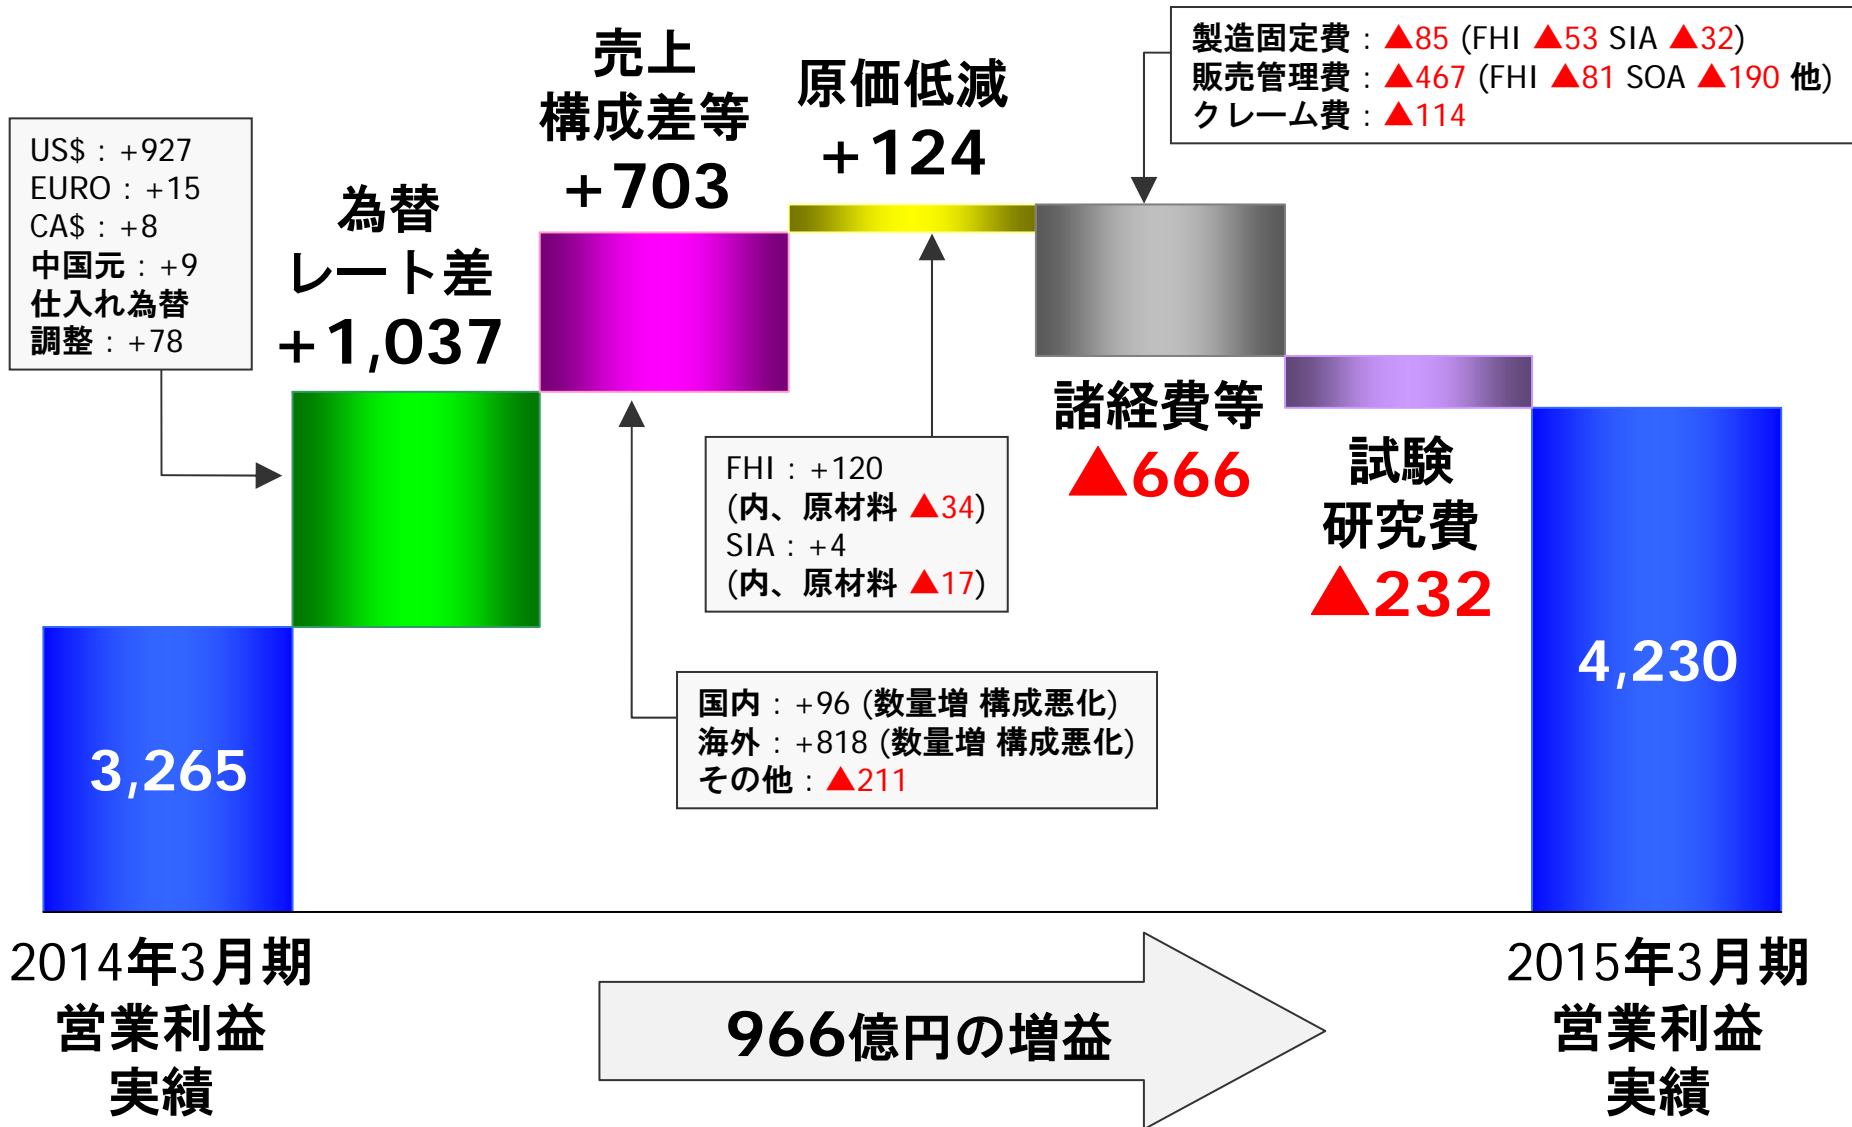 US$：+927
EURO：+15
CA$：+8
中国元：+9
仕入れ為替
調整：+78
為替
レート差
+1,037
売上
構成差等
+703
原価低減
+124
製造固定費：▲85 (FHI ▲53 SIA ▲32)
販売管理費：▲467 (FHI ▲81 SOA ▲190 他)
クレーム費：▲114
諸経費等
▲666
試験
研究費
▲232
FHI：+120
(内、原材料 ▲34)
SIA：+4
(内、原材料 ▲17)
国内：+96 (数量増 構成悪化)
海外：+818 (数量増 構成悪化)
その他：▲211
3,265
4,230
2014年3月期
営業利益
実績
966億円の増益
2015年3月期
営業利益
実績